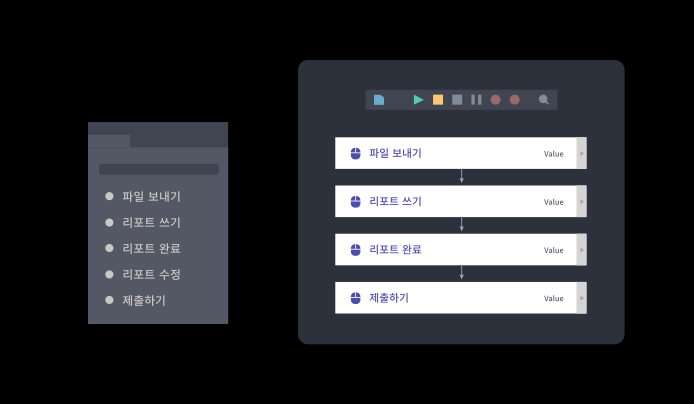 파일 보내기
리포트 쓰기
리포트 완료
리포트 수정
제출하기
파일 보내기 Value
리포트 쓰기 Value
리포트 완료 Value
제출하기 Value